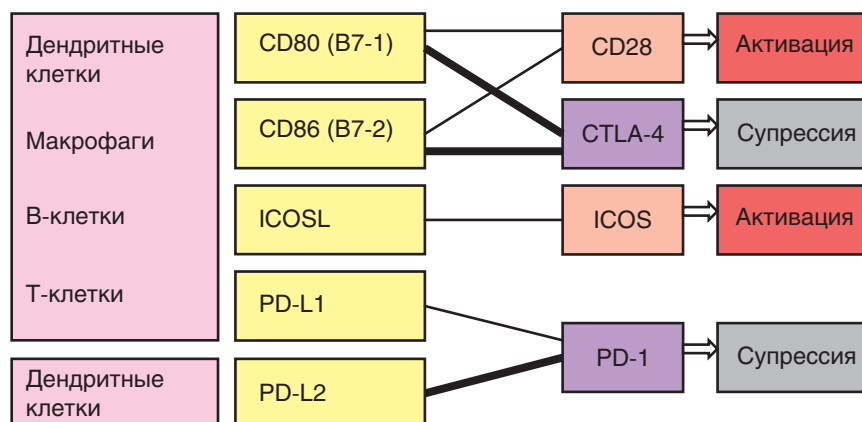 Дендритные
клетки
Макрофаги
В-клетки
Т-клетки
Дендритные
клетки
CD80 (B7-1)
CD86 (B7-2)
ICOSL
PD-L1
PD-L2
CD28
CTLA-4
ICOS
PD-1
Активация
Супрессия
Активация
Супрессия